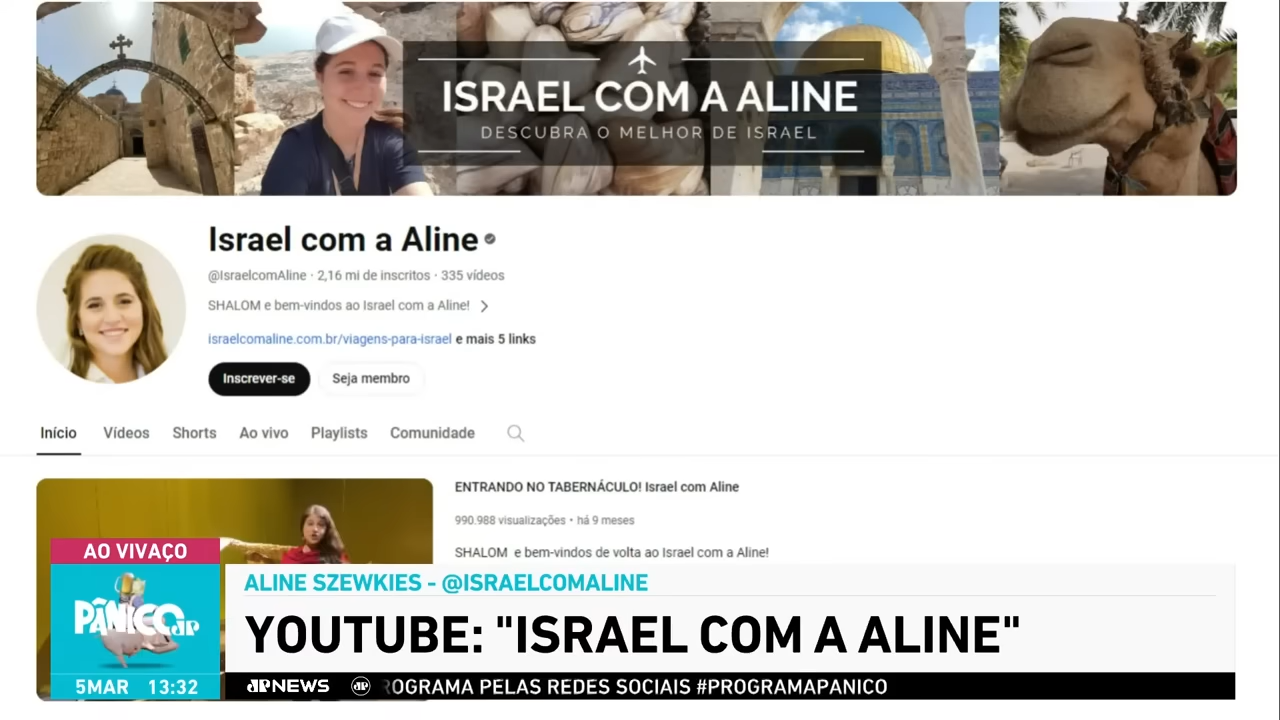 ISRAEL COM A ALINE
DESCUBRA O MELHOR DE ISRAEL
Israel com a Aline
@IsraelcomAline · 2,16 mi de inscritos · 335 vídeos
SHALOM e bem-vindos ao Israel com a Aline!
israelcomaline.com.br/viagens-para-israel e mais 5 links
Inscrever-se
Seja membro
Início Vídeos Shorts Ao vivo Playlists Comunidade
ENTRANDO NO TABERNÁCULO! Israel com Aline
990.988 visualizações • há 9 meses
SHALOM e bem-vindos de volta ao Israel com a Aline!
AO VIVAÇO
PÂNICO JP
5MAR 13:32
ALINE SZEWKIES - @ISRAELCOMALINE
YOUTUBE: "ISRAEL COM A ALINE"
JP NEWS JP ROGRAMA PELAS REDES SOCIAIS #PROGRAMAPANICO